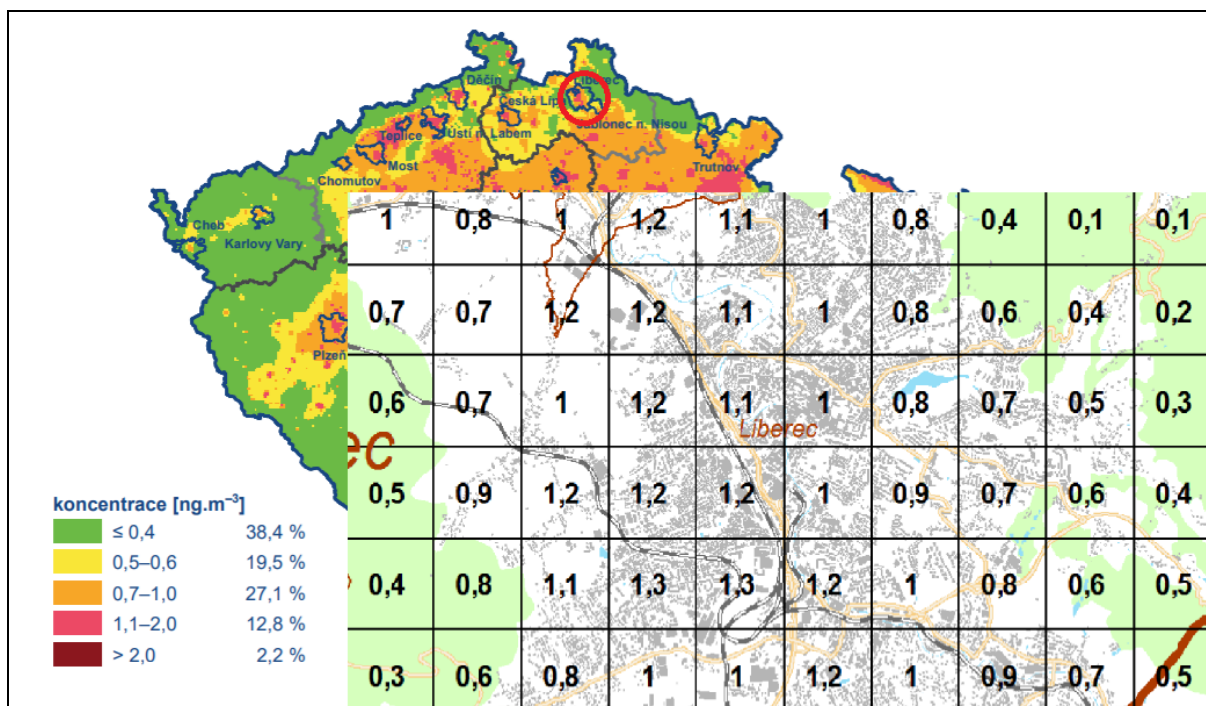 Děčín
Liberec
Česká Lípa
Jablonec n. Nisou
Teplice
Ústí n. Labem
Most
Trutnov
Chomutov
Cheb
Karlovy Vary
Plzeň
1 0,8 1 1,2 1,1 1 0,8 0,4 0,1 0,1
0,7 0,7 1,2 1,2 1,1 1 0,8 0,6 0,4 0,2
0,6 0,7 1 1,2 1,1 1 0,8 0,7 0,5 0,3
Liberec
ec
0,5 0,9 1,2 1,2 1,2 1 0,9 0,7 0,6 0,4
0,4 0,8 1,1 1,3 1,3 1,2 1 0,8 0,6 0,5
0,3 0,6 0,8 1 1 1,2 1 0,9 0,7 0,5
koncentrace [ng.m⁻³]
≤ 0,4 38,4 %
0,5–0,6 19,5 %
0,7–1,0 27,1 %
1,1–2,0 12,8 %
> 2,0 2,2 %